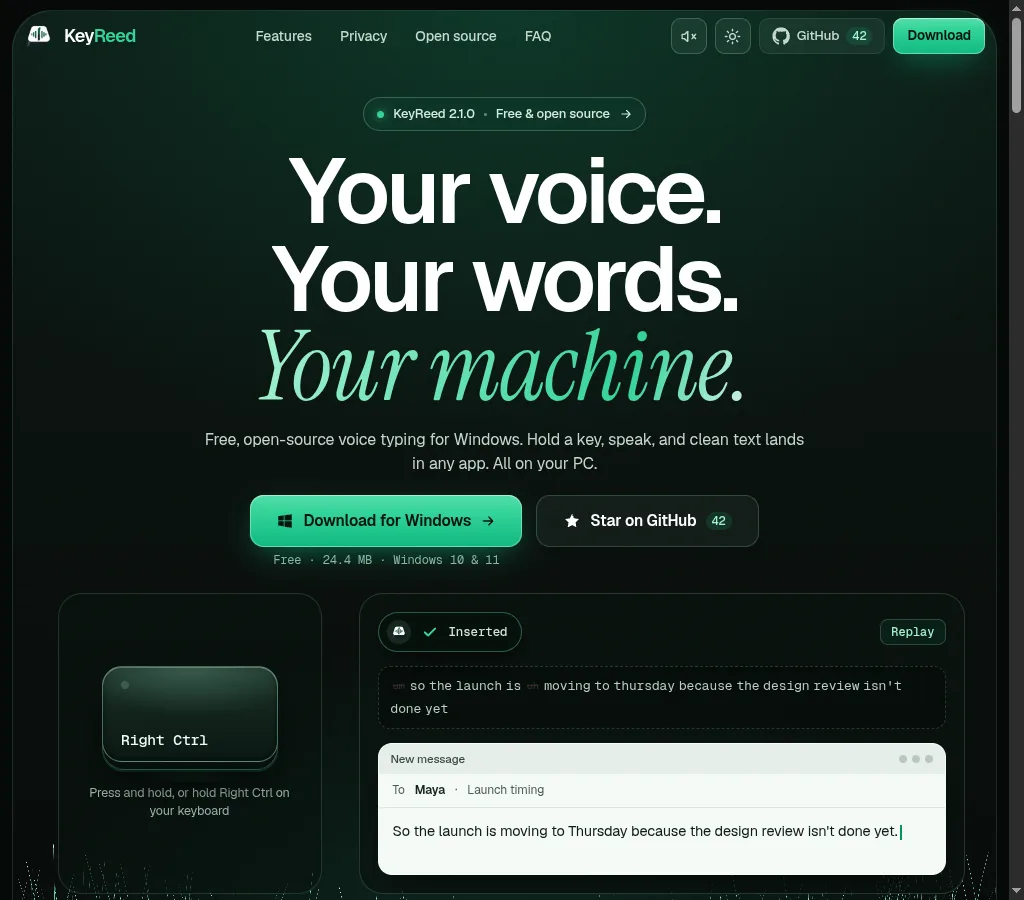 KeyReed
Features
Privacy
Open source
FAQ
GitHub 42
Download
KeyReed 2.1.0 · Free & open source →
Your voice.
Your words.
Your machine.
Free, open-source voice typing for Windows. Hold a key, speak, and clean text lands
in any app. All on your PC.
Download for Windows →
Star on GitHub 42
Free · 24.4 MB · Windows 10 & 11
Right Ctrl
Press and hold, or hold Right Ctrl on
your keyboard
Inserted
Replay
um so the launch is uh moving to thursday because the design review isn't
done yet
New message
To Maya · Launch timing
So the launch is moving to Thursday because the design review isn't done yet.